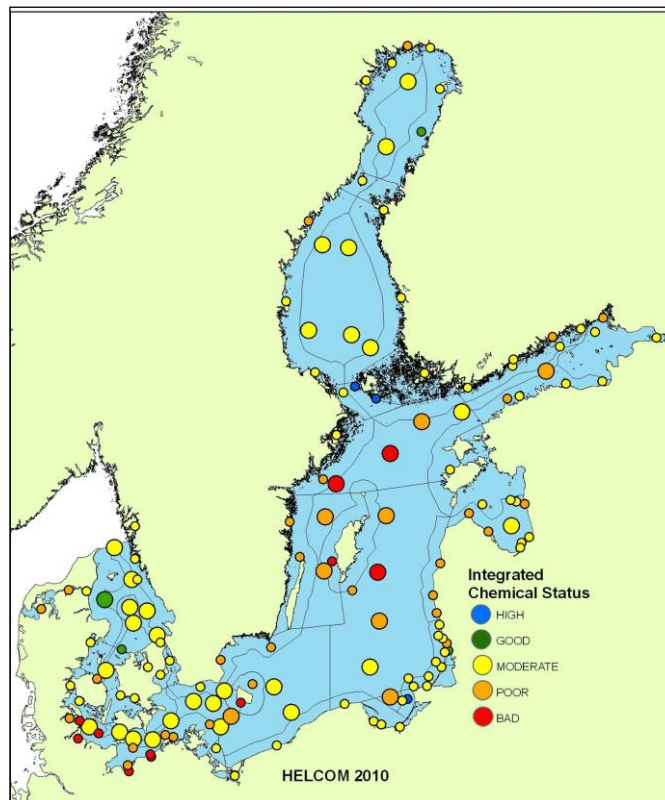 Integrated
Chemical Status
HIGH
GOOD
MODERATE
POOR
BAD
HELCOM 2010